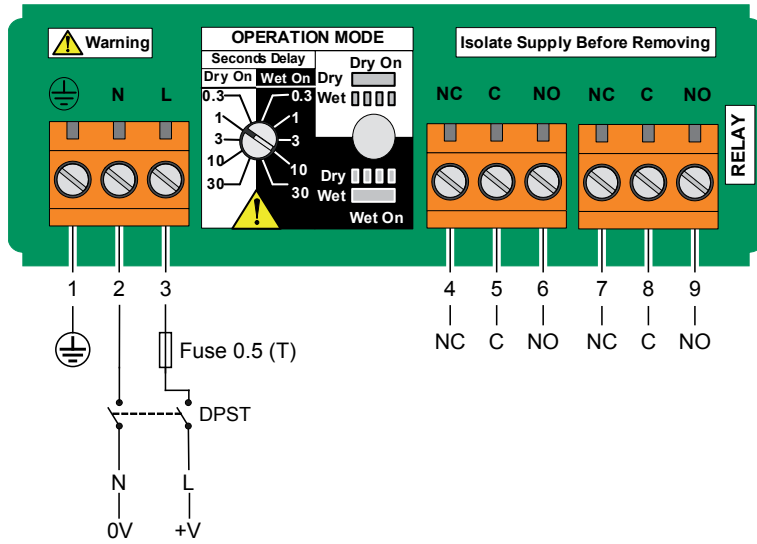 Warning
OPERATION MODE
Isolate Supply Before Removing
Seconds Delay
Dry On Wet On
Dry On
Dry
Wet
N L
0.3 0.3
1 1
3 3
10 10
30 30
Dry
Wet
Wet On
NC C NO NC C NO
RELAY
1 2 3 4 5 6 7 8 9
NC C NO NC C NO
Fuse 0.5 (T)
DPST
N L
0V +V